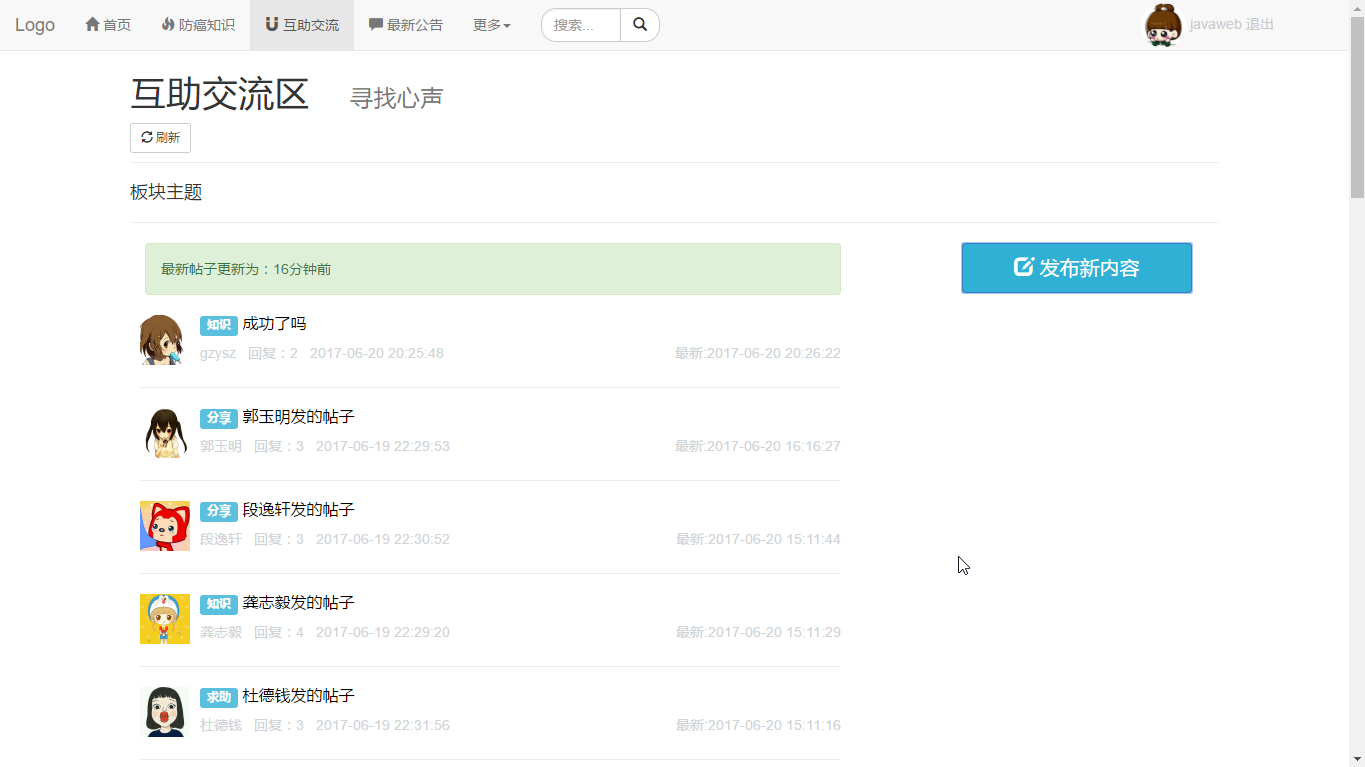 Logo 首页 防癌知识 互助交流 最新公告 更多 搜索... javaweb 退出
互助交流区 寻找心声
刷新
板块主题
最新帖子更新为：16分钟前 发布新内容
知识 成功了吗
gzysz 回复：2 2017-06-20 20:25:48 最新:2017-06-20 20:26:22
分享 郭玉明发的帖子
郭玉明 回复：3 2017-06-19 22:29:53 最新:2017-06-20 16:16:27
分享 段逸轩发的帖子
段逸轩 回复：3 2017-06-19 22:30:52 最新:2017-06-20 15:11:44
知识 龚志毅发的帖子
龚志毅 回复：4 2017-06-19 22:29:20 最新:2017-06-20 15:11:29
求助 杜德钱发的帖子
杜德钱 回复：3 2017-06-19 22:31:56 最新:2017-06-20 15:11:16